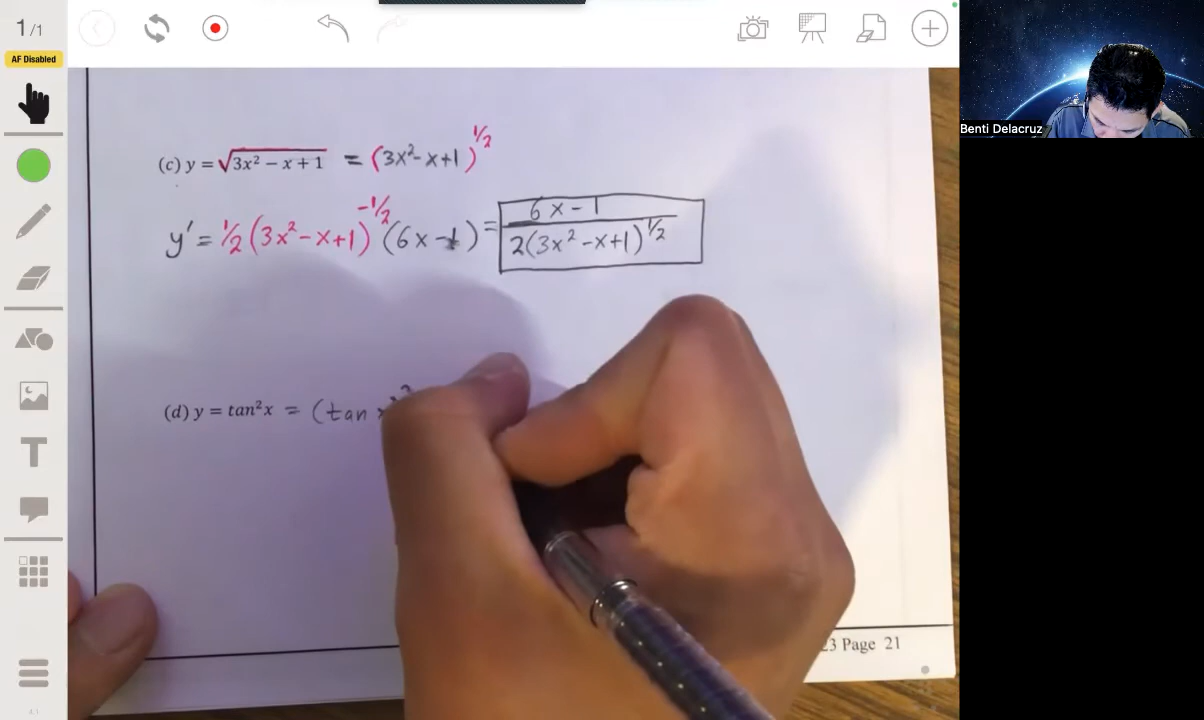 1 /1
AF Disabled
Benti Delacruz
(c) y = √3x² − x + 1 = (3x² - x+1)^½
y' = ½ (3x² - x+1)^-½ (6x - 1) = 6x - 1 / 2(3x² - x+1)^½
(d) y = tan²x = (tan
T
23 Page 21